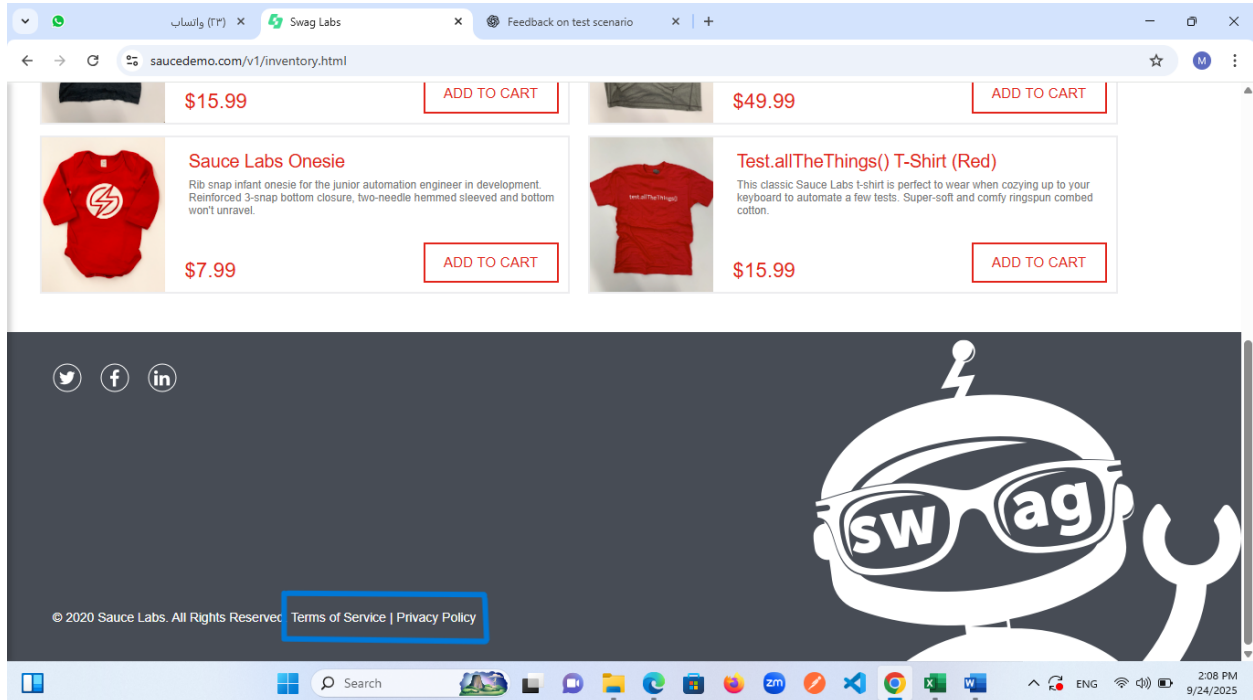 (٢٣) واتساب
Swag Labs
Feedback on test scenario
saucedemo.com/v1/inventory.html
M
$15.99
ADD TO CART
$49.99
ADD TO CART
Sauce Labs Onesie
Rib snap infant onesie for the junior automation engineer in development.
Reinforced 3-snap bottom closure, two-needle hemmed sleeved and bottom
won't unravel.
$7.99
ADD TO CART
Test.allTheThings() T-Shirt (Red)
This classic Sauce Labs t-shirt is perfect to wear when cozying up to your
keyboard to automate a few tests. Super-soft and comfy ringspun combed
cotton.
test.allTheThings()
$15.99
ADD TO CART
sw ag
© 2020 Sauce Labs. All Rights Reserved. Terms of Service | Privacy Policy
Search
zm
ENG
2:08 PM
9/24/2025